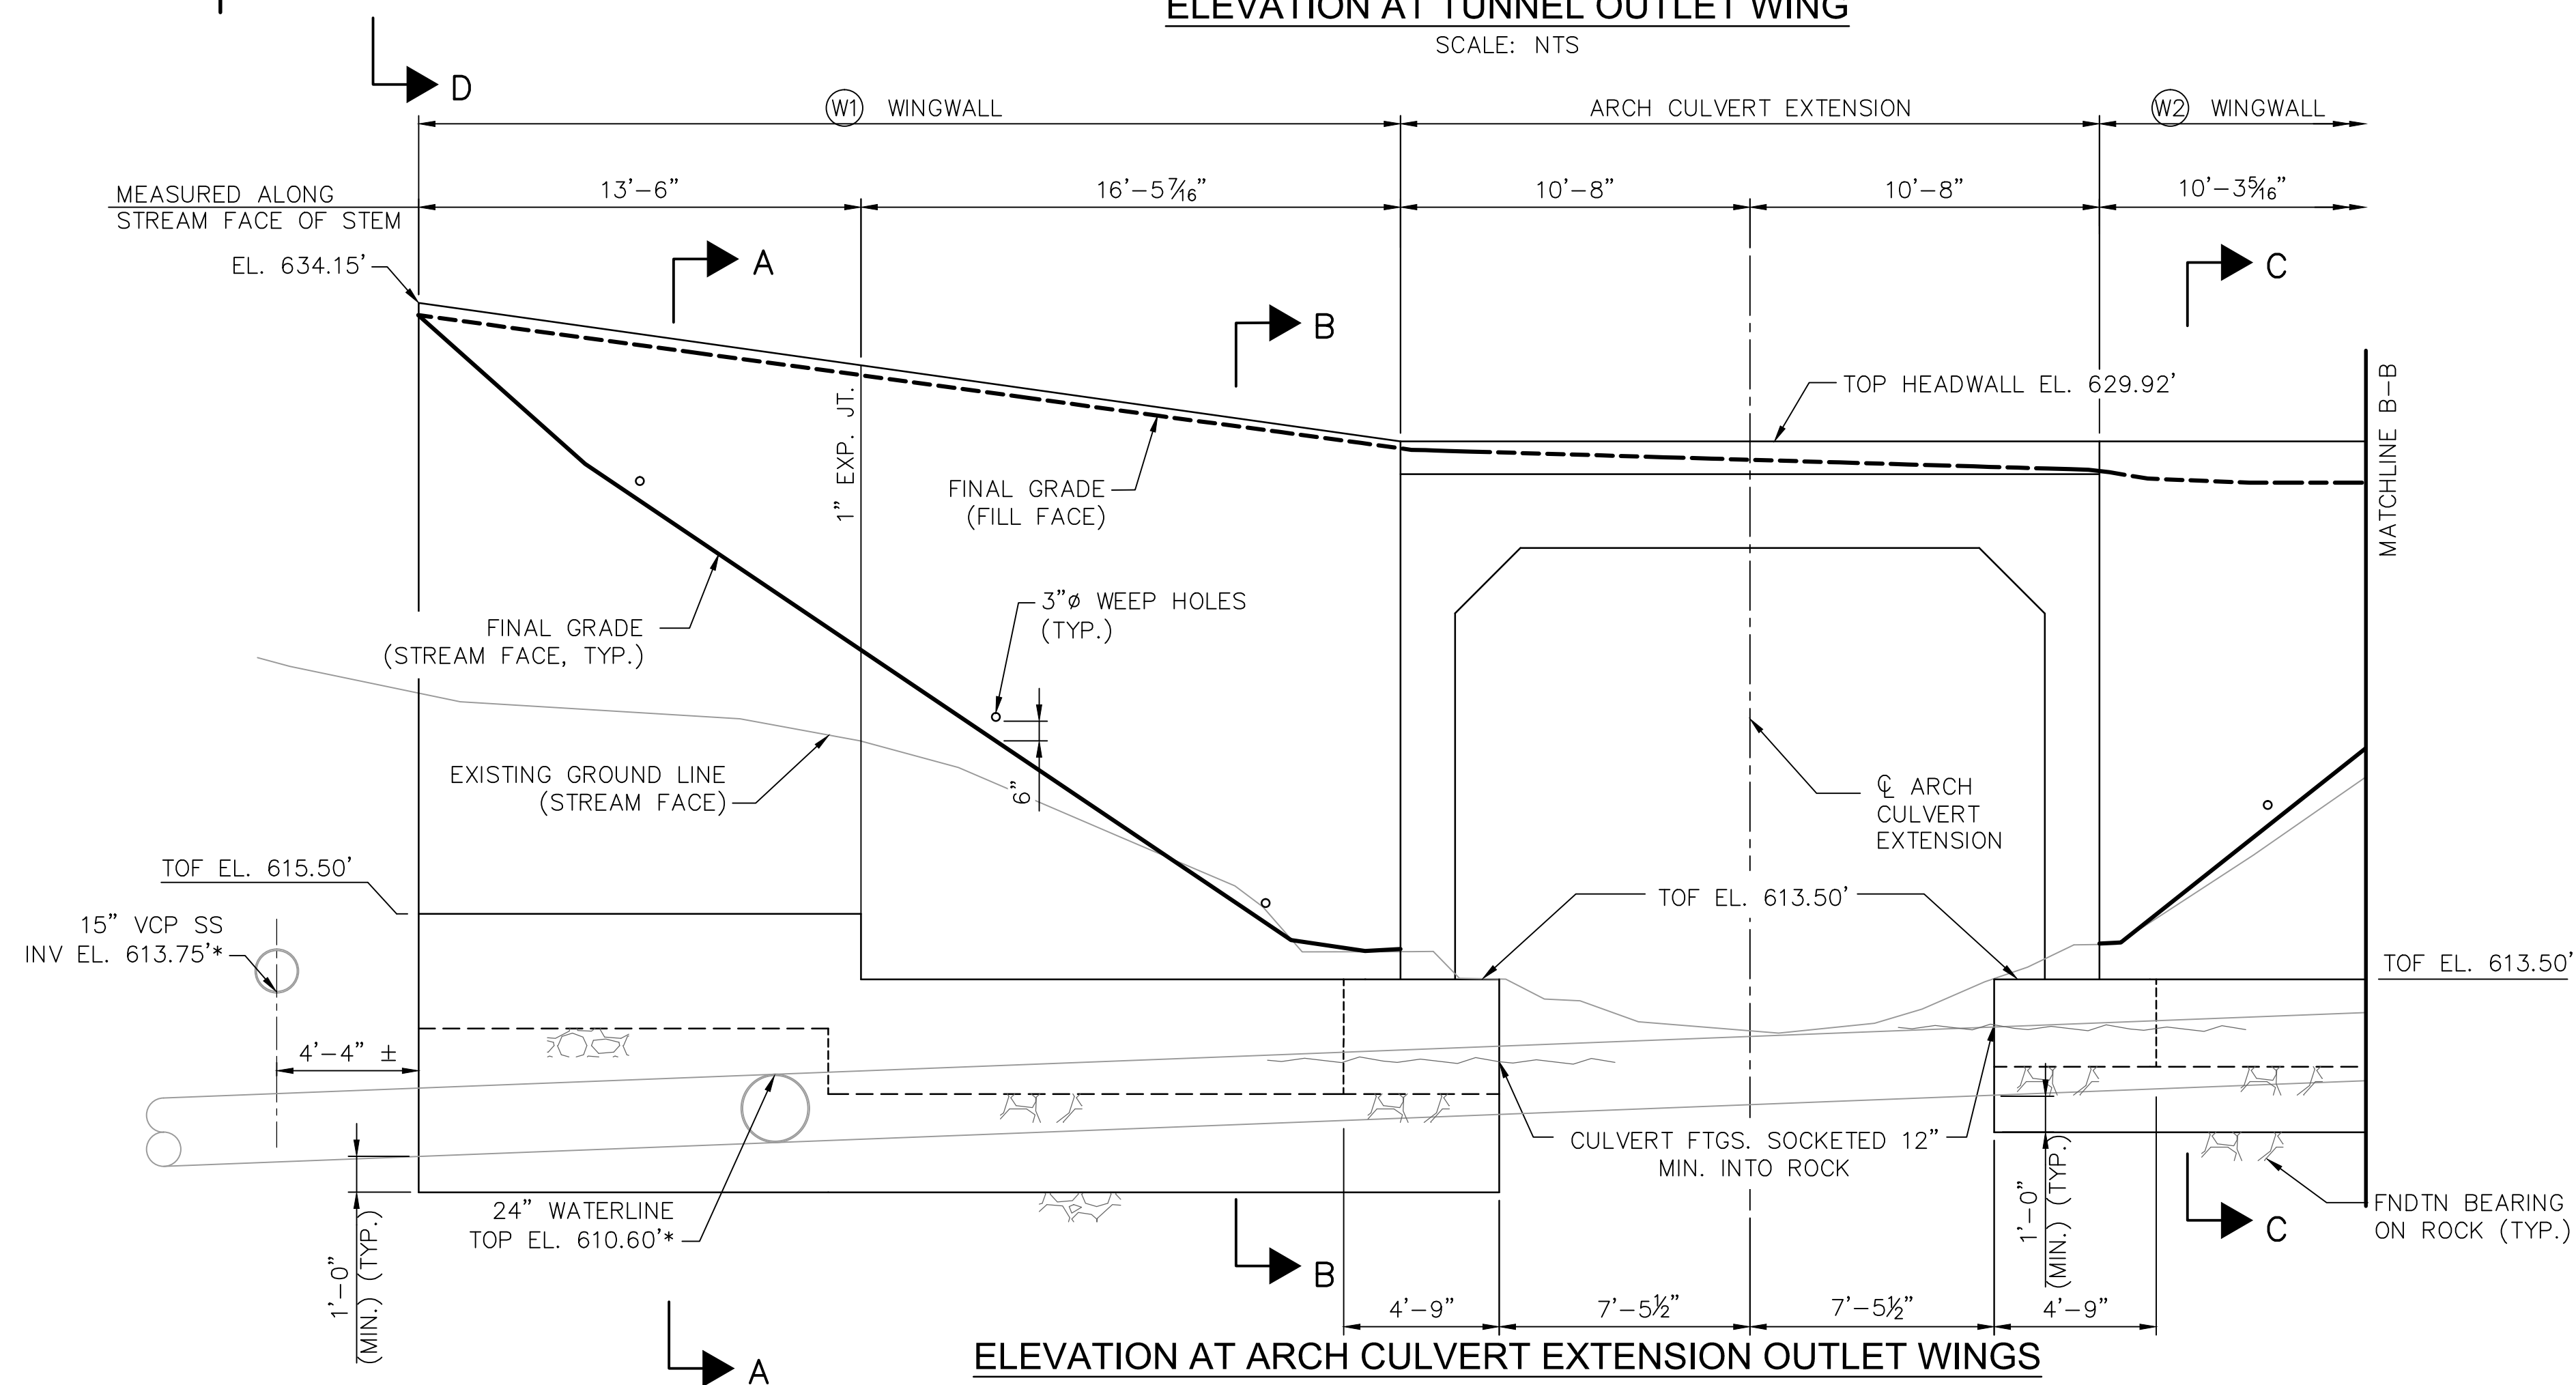 ELEVATION AT TUNNEL OUTLET WING
SCALE: NTS
D
W1 WINGWALL
ARCH CULVERT EXTENSION
W2 WINGWALL
MEASURED ALONG
STREAM FACE OF STEM
13'-6"
16'-5 7/16"
10'-8"
10'-8"
10'-3 5/16"
EL. 634.15'
A
B
C
TOP HEADWALL EL. 629.92'
MATCHLINE B-B
1" EXP. JT.
FINAL GRADE
(FILL FACE)
3"ø WEEP HOLES
(TYP.)
FINAL GRADE
(STREAM FACE, TYP.)
EXISTING GROUND LINE
(STREAM FACE)
6"
℄ ARCH
CULVERT
EXTENSION
TOF EL. 615.50'
TOF EL. 613.50'
15" VCP SS
INV EL. 613.75'*
TOF EL. 613.50'
4'-4" ±
CULVERT FTGS. SOCKETED 12"
MIN. INTO ROCK
24" WATERLINE
TOP EL. 610.60'*
1'-0"
(MIN.) (TYP.)
1'-0"
(MIN.) (TYP.)
FNDTN BEARING
ON ROCK (TYP.)
C
B
4'-9"
7'-5½"
7'-5½"
4'-9"
A
ELEVATION AT ARCH CULVERT EXTENSION OUTLET WINGS